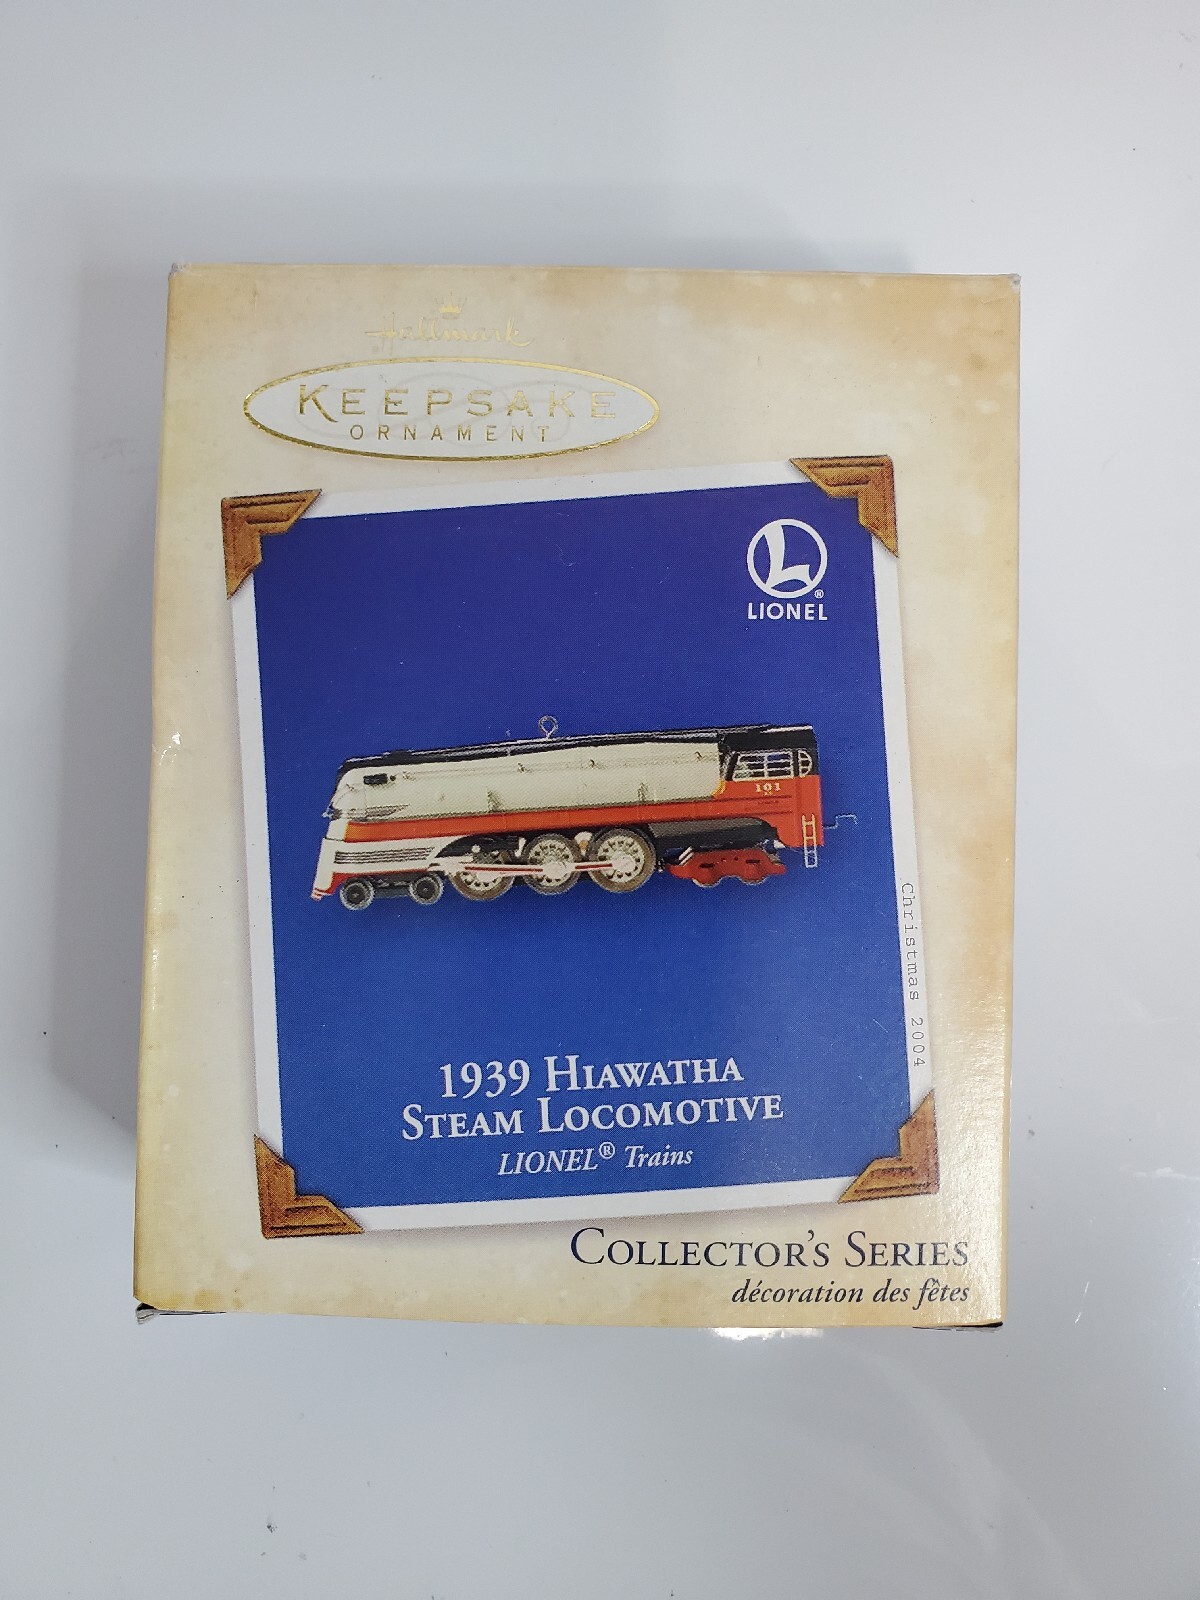 Hallmark
KEEPSAKE
ORNAMENT
L
®
LIONEL
101
Christmas 2004
1939 HIAWATHA
STEAM LOCOMOTIVE
LIONEL® Trains
COLLECTOR'S SERIES
décoration des fêtes